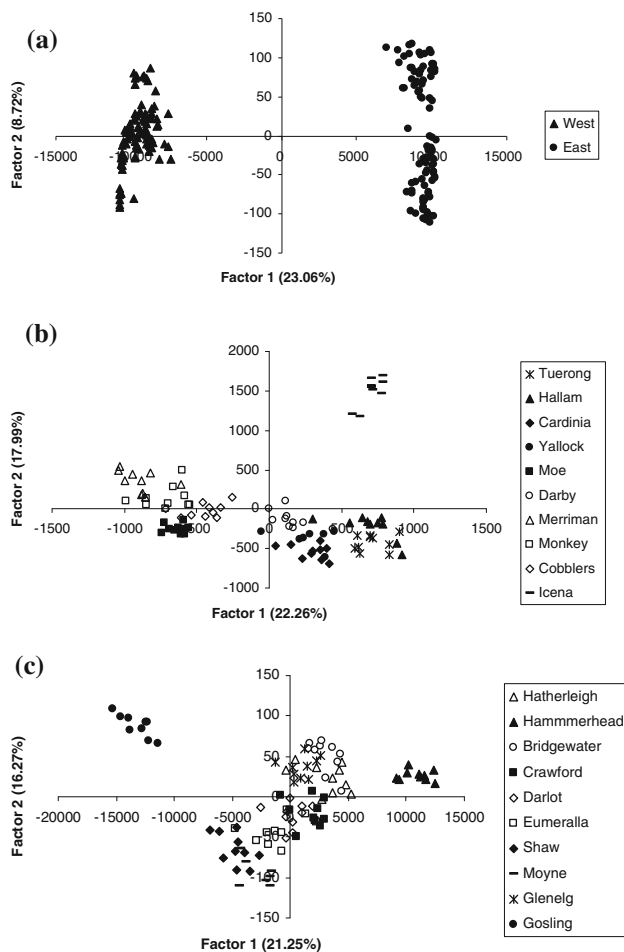 (a)
Factor 2 (8.72%)
150
100
50
0
-50
-100
-150
-15000
-10000
-5000
0
5000
10000
15000
Factor 1 (23.06%)
West
East
(b)
Factor 2 (17.99%)
2000
1500
1000
500
0
-500
-1000
-1500
-1000
-500
0
500
1000
1500
Factor 1 (22.26%)
Tuerong
Hallam
Cardinia
Yallock
Moe
Darby
Merriman
Monkey
Cobblers
Icena
(c)
Factor 2 (16.27%)
150
100
50
0
-50
-100
-150
-20000
-15000
-10000
-5000
0
5000
10000
15000
Factor 1 (21.25%)
Hatherleigh
Hammmerhead
Bridgewater
Crawford
Darlot
Eumeralla
Shaw
Moyne
Glenelg
Gosling